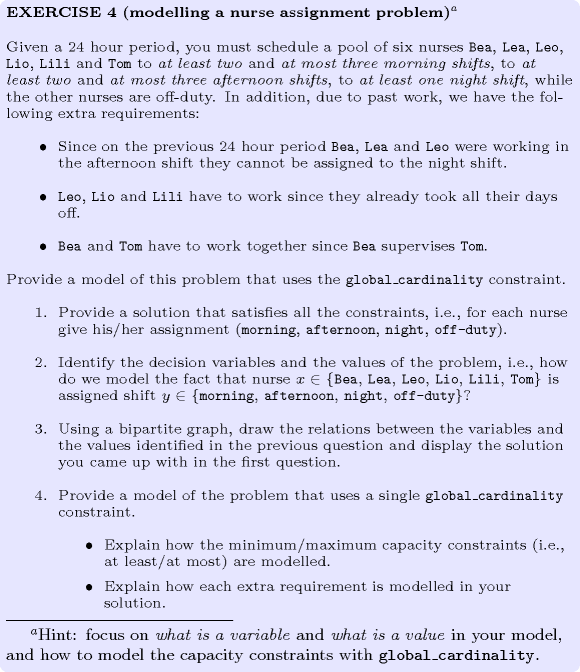 EXERCISE 4 (modelling a nurse assignment problem)a
Given a 24 hour period, you must schedule a pool of six nurses Bea, Lea, Leo,
Lio, Lili and Tom to at least two and at most three morning shifts, to at
least two and at most three afternoon shifts, to at least one night shift, while
the other nurses are off-duty. In addition, due to past work, we have the fol-
lowing extra requirements:
• Since on the previous 24 hour period Bea, Lea and Leo were working in
the afternoon shift they cannot be assigned to the night shift.
• Leo, Lio and Lili have to work since they already took all their days
off.
• Bea and Tom have to work together since Bea supervises Tom.
Provide a model of this problem that uses the global_cardinality constraint.
1. Provide a solution that satisfies all the constraints, i.e., for each nurse
give his/her assignment (morning, afternoon, night, off-duty).
2. Identify the decision variables and the values of the problem, i.e., how
do we model the fact that nurse x ∈ {Bea, Lea, Leo, Lio, Lili, Tom} is
assigned shift y ∈ {morning, afternoon, night, off-duty}?
3. Using a bipartite graph, draw the relations between the variables and
the values identified in the previous question and display the solution
you came up with in the first question.
4. Provide a model of the problem that uses a single global_cardinality
constraint.
• Explain how the minimum/maximum capacity constraints (i.e.,
at least/at most) are modelled.
• Explain how each extra requirement is modelled in your
solution.
aHint: focus on what is a variable and what is a value in your model,
and how to model the capacity constraints with global_cardinality.